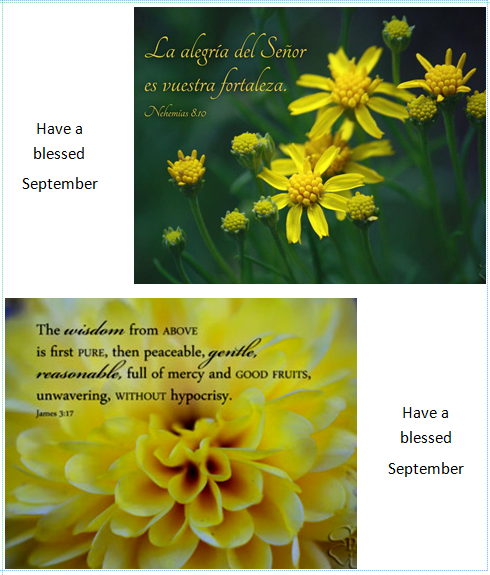 La alegría del Señor
es vuestra fortaleza.
Nehemías 8.10
Have a
blessed
September
The wisdom from ABOVE
is first PURE, then peaceable, gentle,
reasonable, full of mercy and GOOD FRUITS,
unwavering, WITHOUT hypocrisy.
James 3:17
Have a
blessed
September